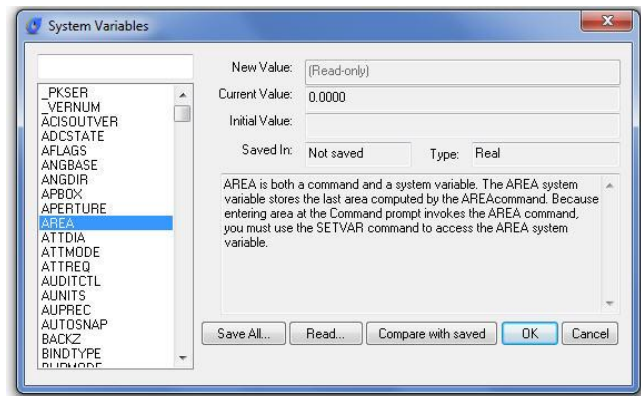 System Variables
_PKSER
_VERNUM
ACISOUTVER
ADCSTATE
AFLAGS
ANGBASE
ANGDIR
APBOX
APERTURE
AREA
ATTDIA
ATTMODE
ATTREQ
AUDITCTL
AUNITS
AUPREC
AUTOSNAP
BACKZ
BINDTYPE
New Value: (Read-only)
Current Value: 0.0000
Initial Value:
Saved In: Not saved Type: Real
AREA is both a command and a system variable. The AREA system
variable stores the last area computed by the AREAcommand. Because
entering area at the Command prompt invokes the AREA command,
you must use the SETVAR command to access the AREA system
variable.
Save All... Read... Compare with saved OK Cancel